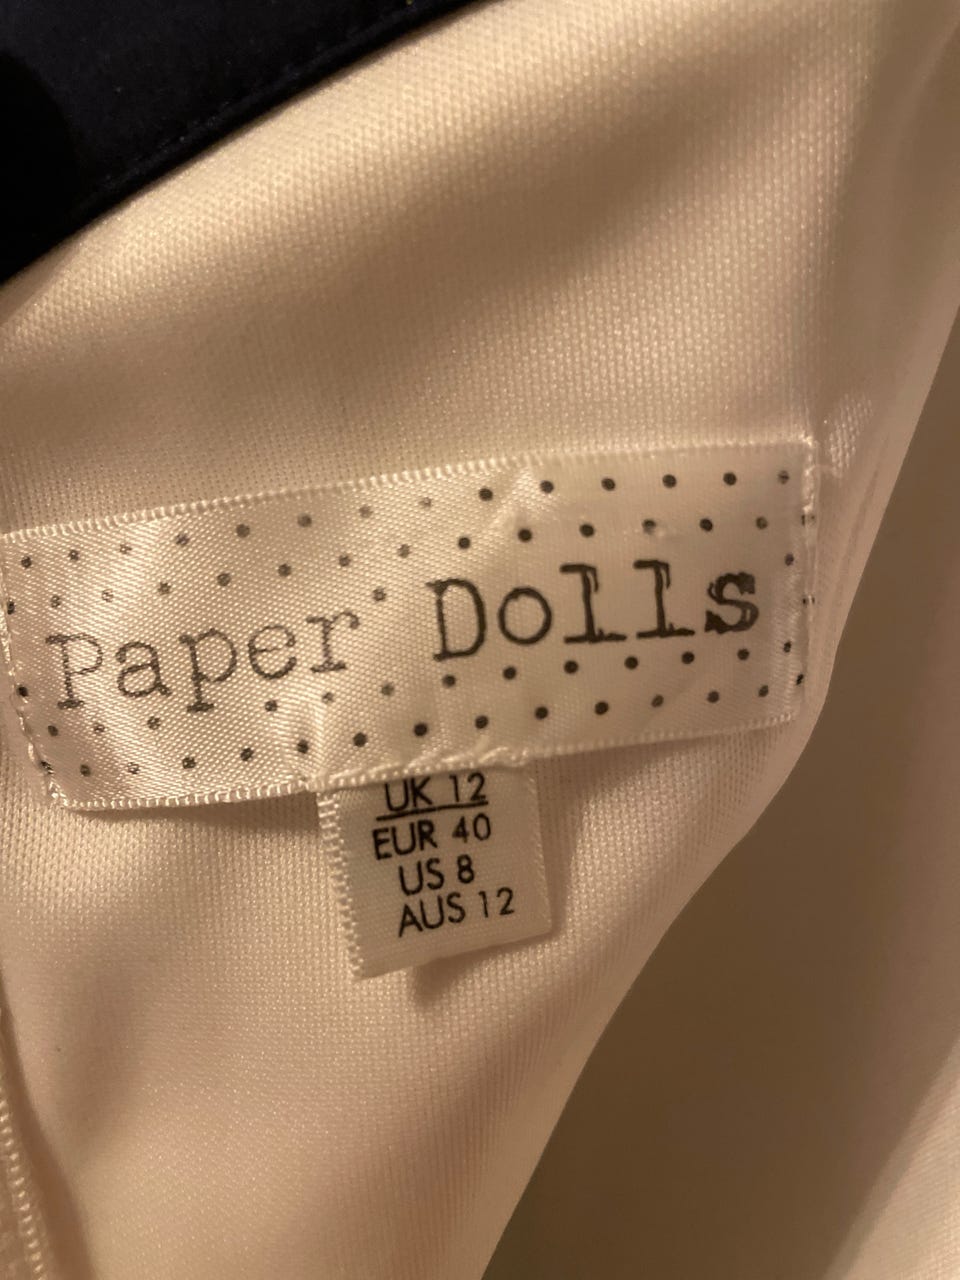 Paper Dolls
UK 12
EUR 40
US 8
AUS 12